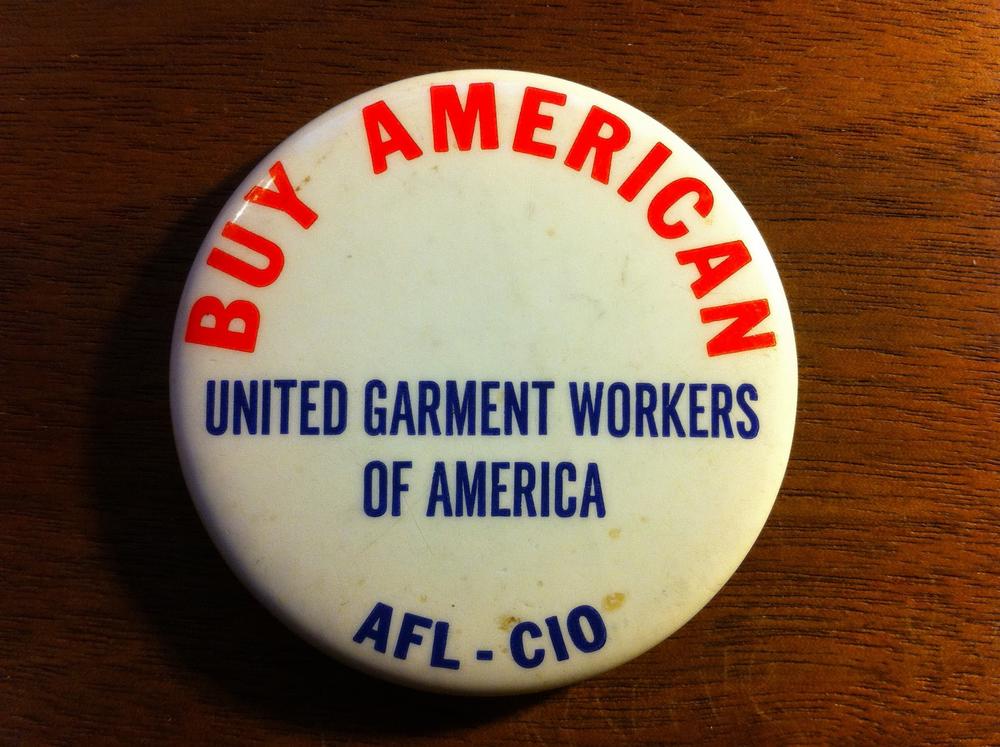 BUY AMERICAN
UNITED GARMENT WORKERS
OF AMERICA
AFL - CIO